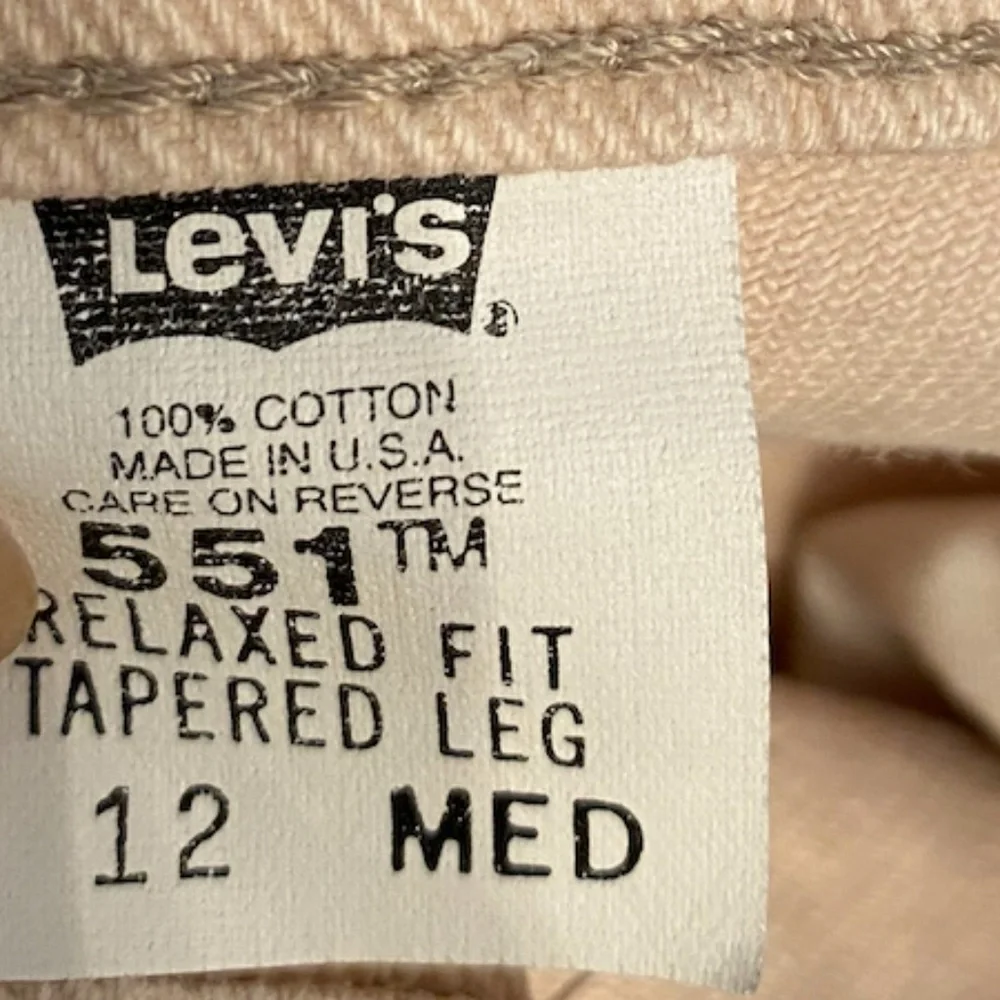 Levi's ®
100% COTTON
MADE IN U.S.A.
CARE ON REVERSE
551™
RELAXED FIT
TAPERED LEG
12 MED